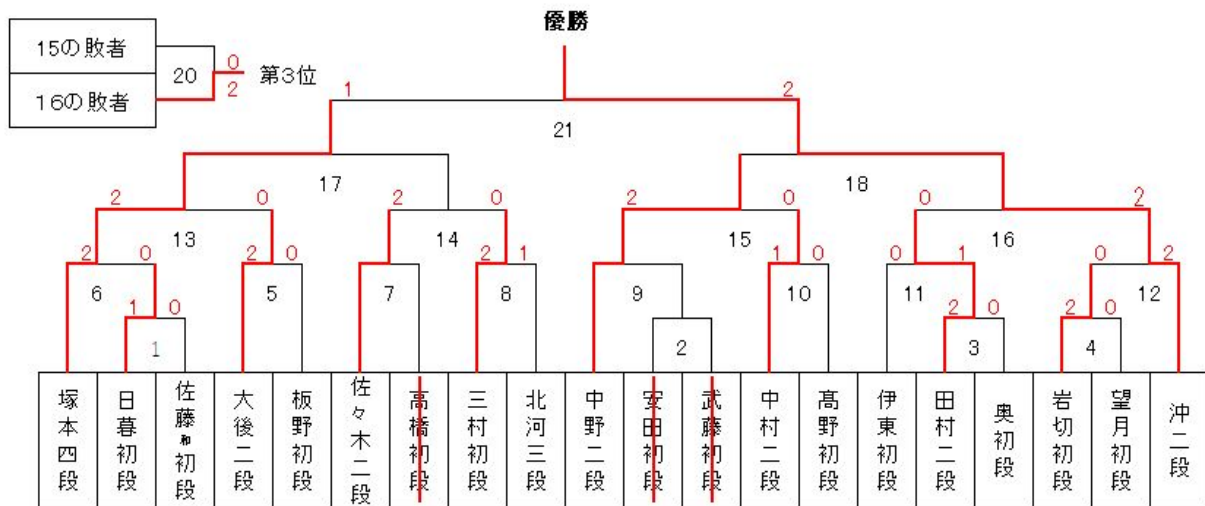 優勝
15の敗者
20
0
2
第3位
16の敗者
1
2
21
17
18
2
0
2
0
2
0
0
2
13
14
15
16
2
0
2
0
2
1
1
0
0
1
0
2
6
5
7
8
9
10
11
12
1
0
2
0
2
0
1
2
3
4
塚本四段
日暮初段
佐藤和初段
大後二段
板野初段
佐々木二段
高橋初段
三村初段
北河三段
中野二段
安田初段
武藤初段
中村二段
髙野初段
伊東初段
田村二段
奥初段
岩切初段
望月初段
沖二段